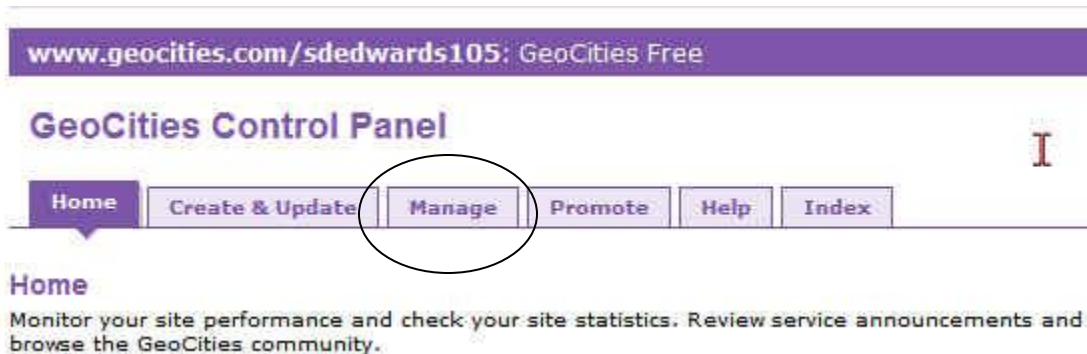 www.geocities.com/sdedwards105: GeoCities Free
GeoCities Control Panel
Home Create & Update Manage Promote Help Index
Home
Monitor your site performance and check your site statistics. Review service announcements and
browse the GeoCities community.